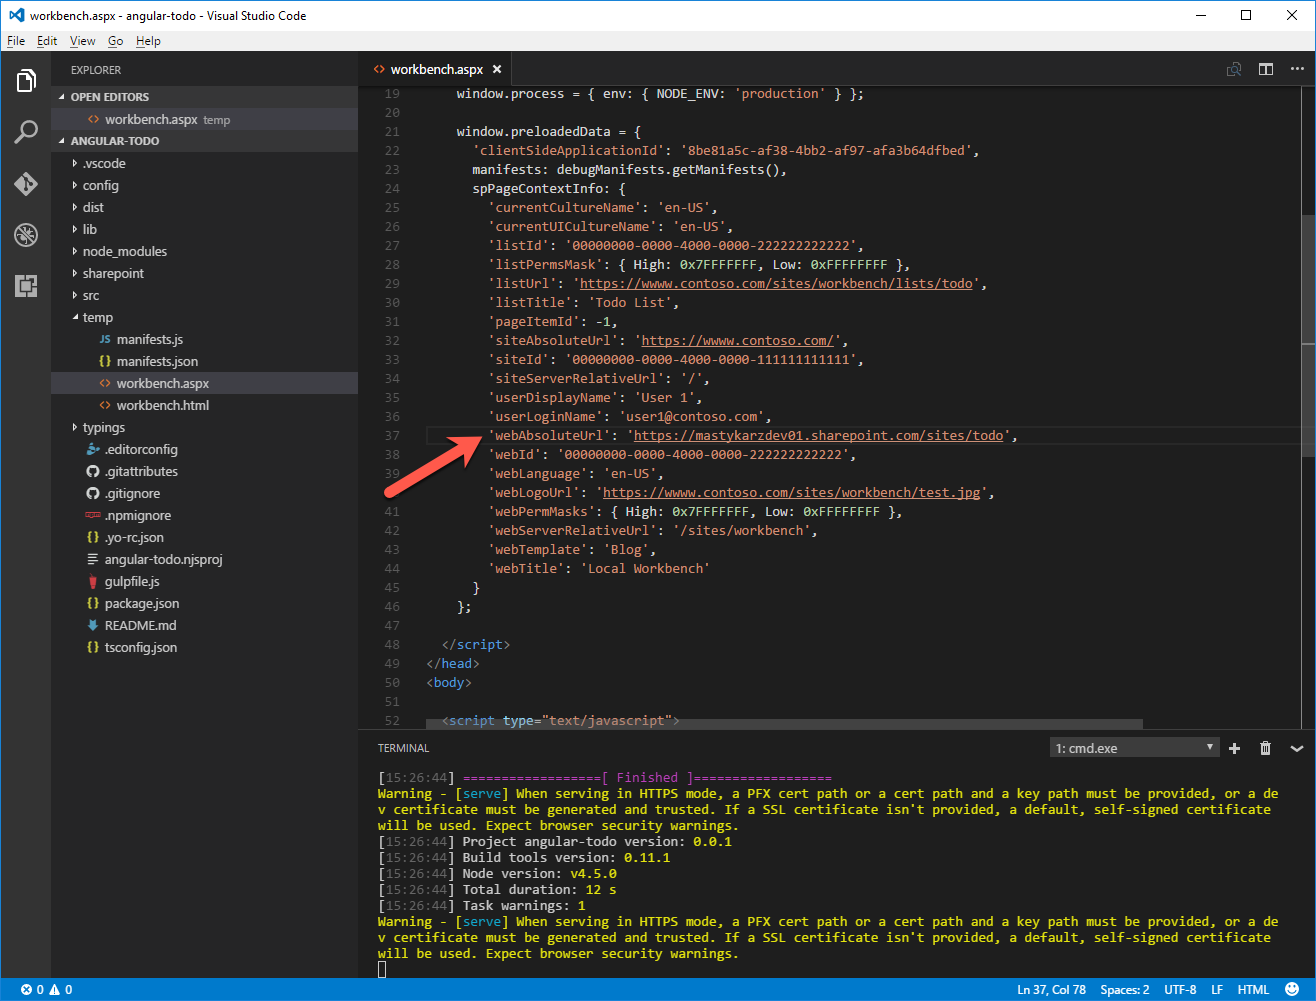 workbench.aspx - angular-todo - Visual Studio Code
File Edit View Go Help
EXPLORER
OPEN EDITORS
workbench.aspx temp
ANGULAR-TODO
.vscode
config
dist
lib
node_modules
sharepoint
src
temp
manifests.js
manifests.json
workbench.aspx
workbench.html
typings
.editorconfig
.gitattributes
.gitignore
.npmignore
.yo-rc.json
angular-todo.njsproj
gulpfile.js
package.json
README.md
tsconfig.json
workbench.aspx
19 window.process = { env: { NODE_ENV: 'production' } };
20
21 window.preloadedData = {
22 'clientSideApplicationId': '8be81a5c-af38-4bb2-af97-afa3b64dfbed',
23 manifests: debugManifests.getManifests(),
24 spPageContextInfo: {
25 'currentCultureName': 'en-US',
26 'currentUICultureName': 'en-US',
27 'listId': '00000000-0000-4000-0000-222222222222',
28 'listPermsMask': { High: 0x7FFFFFFF, Low: 0xFFFFFFFF },
29 'listUrl': 'https://wwww.contoso.com/sites/workbench/lists/todo',
30 'listTitle': 'Todo List',
31 'pageItemId': -1,
32 'siteAbsoluteUrl': 'https://wwww.contoso.com/',
33 'siteId': '00000000-0000-4000-0000-111111111111',
34 'siteServerRelativeUrl': '/',
35 'userDisplayName': 'User 1',
36 'userLoginName': 'user1@contoso.com',
37 'webAbsoluteUrl': 'https://mastykarzdev01.sharepoint.com/sites/todo',
38 'webId': '00000000-0000-4000-0000-222222222222',
39 'webLanguage': 'en-US',
'webLogoUrl': 'https://wwww.contoso.com/sites/workbench/test.jpg',
41 'webPermMasks': { High: 0x7FFFFFFF, Low: 0xFFFFFFFF },
42 'webServerRelativeUrl': '/sites/workbench',
43 'webTemplate': 'Blog',
44 'webTitle': 'Local Workbench'
45 }
46 };
47
48 </script>
49 </head>
50 <body>
51
52 <script type="text/javascript">
TERMINAL
1: cmd.exe
[15:26:44] ==================[ Finished ]==================
Warning - [serve] When serving in HTTPS mode, a PFX cert path or a cert path and a key path must be provided, or a de
v certificate must be generated and trusted. If a SSL certificate isn't provided, a default, self-signed certificate
will be used. Expect browser security warnings.
[15:26:44] Project angular-todo version: 0.0.1
[15:26:44] Build tools version: 0.11.1
[15:26:44] Node version: v4.5.0
[15:26:44] Total duration: 12 s
[15:26:44] Task warnings: 1
Warning - [serve] When serving in HTTPS mode, a PFX cert path or a cert path and a key path must be provided, or a de
v certificate must be generated and trusted. If a SSL certificate isn't provided, a default, self-signed certificate
will be used. Expect browser security warnings.
0 0 Ln 37, Col 78 Spaces: 2 UTF-8 LF HTML